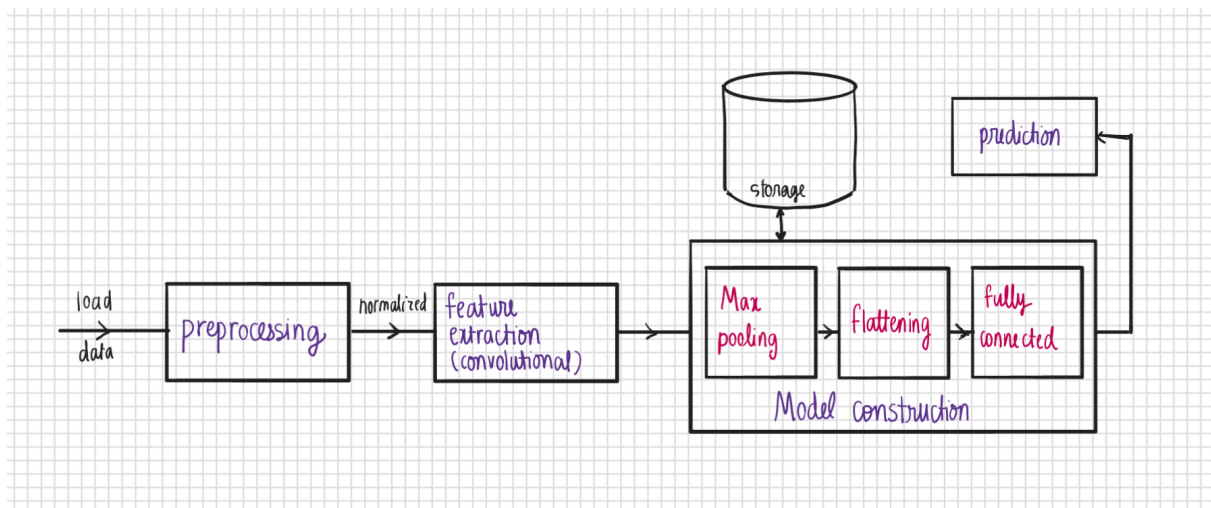 load
data
preprocessing
normalized
feature
extraction
(convolutional)
storage
Max
pooling
flattening
fully
connected
Model construction
prediction